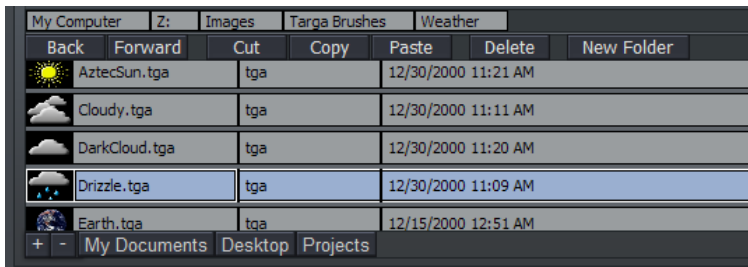 My Computer Z: Images Targa Brushes Weather
Back Forward Cut Copy Paste Delete New Folder
AztecSun.tga tga 12/30/2000 11:21 AM
Cloudy.tga tga 12/30/2000 11:11 AM
DarkCloud.tga tga 12/30/2000 11:20 AM
Drizzle.tga tga 12/30/2000 11:09 AM
Earth.tga tga 12/15/2000 12:51 AM
+ - My Documents Desktop Projects